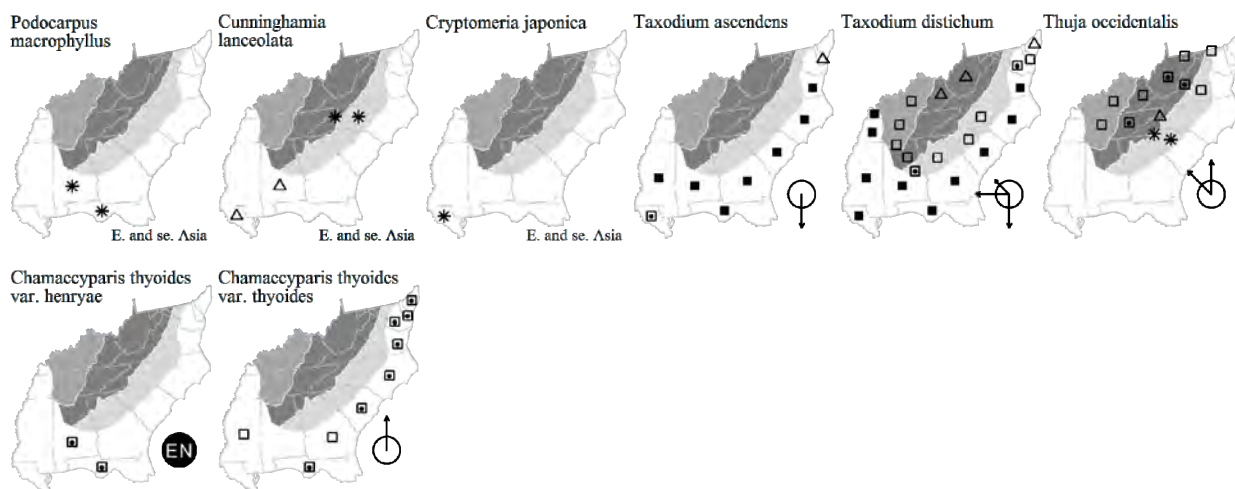 Podocarpus
macrophyllus
E. and se. Asia
Cunninghamia
lanceolata
E. and se. Asia
Cryptomeria japonica
E. and se. Asia
Taxodium ascendens
Taxodium distichum
Thuja occidentalis
Chamaecyparis thyoides
var. henryae
EN
Chamaecyparis thyoides
var. thyoides